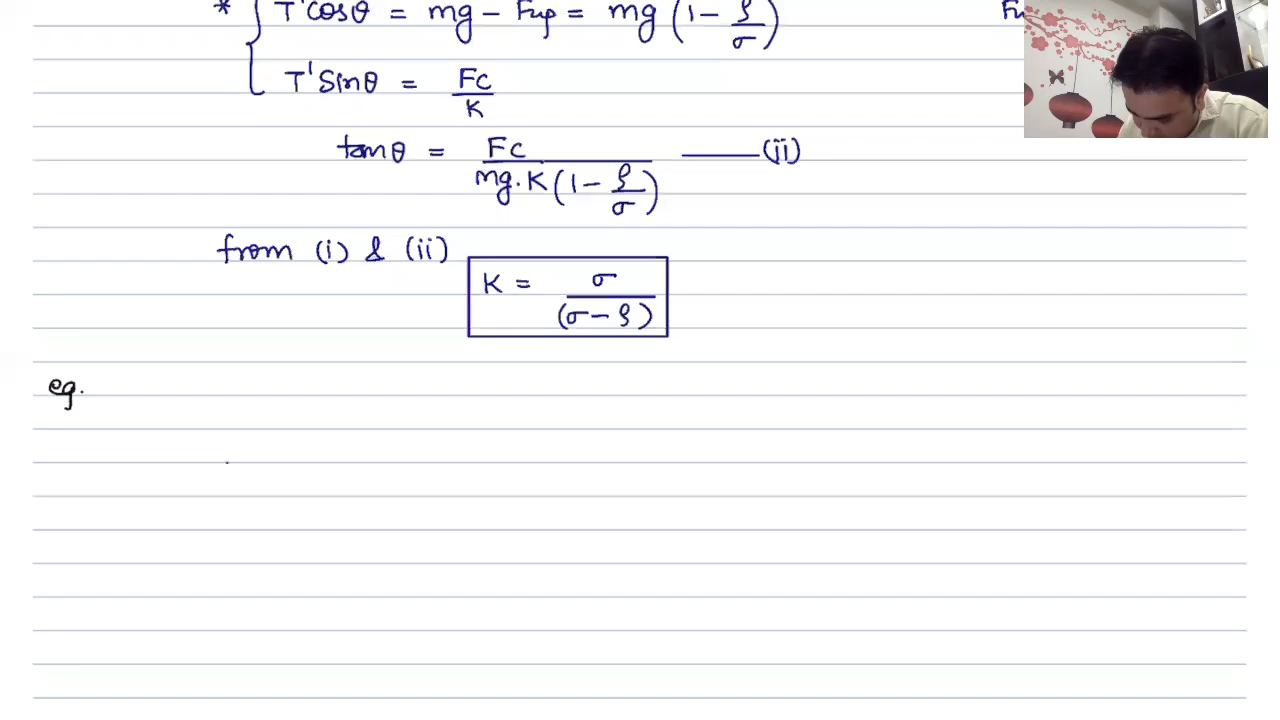 * { T'cosθ = mg - Fup = mg (1 - ρ/σ)
T'sinθ = Fc/K
tanθ = Fc / mg.K (1 - ρ/σ) —— (ii)
from (i) & (ii)
K = σ / (σ - ρ)
eg.